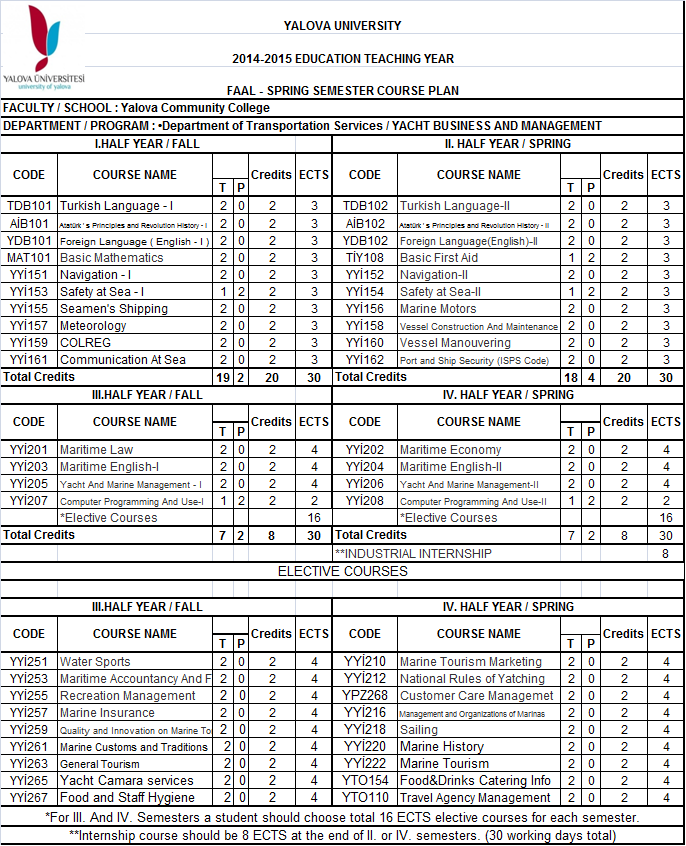 YALOVA UNIVERSITY
2014-2015 EDUCATION TEACHING YEAR
YALOVA ÜNİVERSİTESİ
university of yalova
FAAL - SPRING SEMESTER COURSE PLAN
FACULTY / SCHOOL : Yalova Community College
DEPARTMENT / PROGRAM : •Department of Transportation Services / YACHT BUSINESS AND MANAGEMENT
I.HALF YEAR / FALL II. HALF YEAR / SPRING
CODE COURSE NAME T P Credits ECTS CODE COURSE NAME T P Credits ECTS
TDB101 Turkish Language - I 2 0 2 3 TDB102 Turkish Language-II 2 0 2 3
AİB101 Atatürk ' s Principles and Revolution History - I 2 0 2 3 AİB102 Atatürk ' s Principles and Revolution History - II 2 0 2 3
YDB101 Foreign Language ( English - I ) 2 0 2 3 YDB102 Foreign Language(English)-II 2 0 2 3
MAT101 Basic Mathematics 2 0 2 3 TİY108 Basic First Aid 1 2 2 3
YYİ151 Navigation - I 2 0 2 3 YYİ152 Navigation-II 2 0 2 3
YYİ153 Safety at Sea - I 1 2 2 3 YYİ154 Safety at Sea-II 1 2 2 3
YYİ155 Seamen's Shipping 2 0 2 3 YYİ156 Marine Motors 2 0 2 3
YYİ157 Meteorology 2 0 2 3 YYİ158 Vessel Construction And Maintenance 2 0 2 3
YYİ159 COLREG 2 0 2 3 YYİ160 Vessel Manouvering 2 0 2 3
YYİ161 Communication At Sea 2 0 2 3 YYİ162 Port and Ship Security (ISPS Code) 2 0 2 3
Total Credits 19 2 20 30 Total Credits 18 4 20 30
III.HALF YEAR / FALL IV. HALF YEAR / SPRING
CODE COURSE NAME T P Credits ECTS CODE COURSE NAME T P Credits ECTS
YYİ201 Maritime Law 2 0 2 4 YYİ202 Maritime Economy 2 0 2 4
YYİ203 Maritime English-I 2 0 2 4 YYİ204 Maritime English-II 2 0 2 4
YYİ205 Yacht And Marine Management - I 2 0 2 4 YYİ206 Yacht And Marine Management-II 2 0 2 4
YYİ207 Computer Programming And Use-I 1 2 2 2 YYİ208 Computer Programming And Use-II 1 2 2 2
*Elective Courses 16 *Elective Courses 16
Total Credits 7 2 8 30 Total Credits 7 2 8 30
**INDUSTRIAL INTERNSHIP 8
ELECTIVE COURSES
III.HALF YEAR / FALL IV. HALF YEAR / SPRING
CODE COURSE NAME T P Credits ECTS CODE COURSE NAME T P Credits ECTS
YYİ251 Water Sports 2 0 2 4 YYİ210 Marine Tourism Marketing 2 0 2 4
YYİ253 Maritime Accountancy And F 2 0 2 4 YYİ212 National Rules of Yatching 2 0 2 4
YYİ255 Recreation Management 2 0 2 4 YPZ268 Customer Care Managemet 2 0 2 4
YYİ257 Marine Insurance 2 0 2 4 YYİ216 Management and Organizations of Marinas 2 0 2 4
YYİ259 Quality and Innovation on Marine To 2 0 2 4 YYİ218 Sailing 2 0 2 4
YYİ261 Marine Customs and Traditions 2 0 2 4 YYİ220 Marine History 2 0 2 4
YYİ263 General Tourism 2 0 2 4 YYİ222 Marine Tourism 2 0 2 4
YYİ265 Yacht Camara services 2 0 2 4 YTO154 Food&Drinks Catering Info 2 0 2 4
YYİ267 Food and Staff Hygiene 2 0 2 4 YTO110 Travel Agency Management 2 0 2 4
*For III. And IV. Semesters a student should choose total 16 ECTS elective courses for each semester.
**Internship course should be 8 ECTS at the end of II. or IV. semesters. (30 working days total)